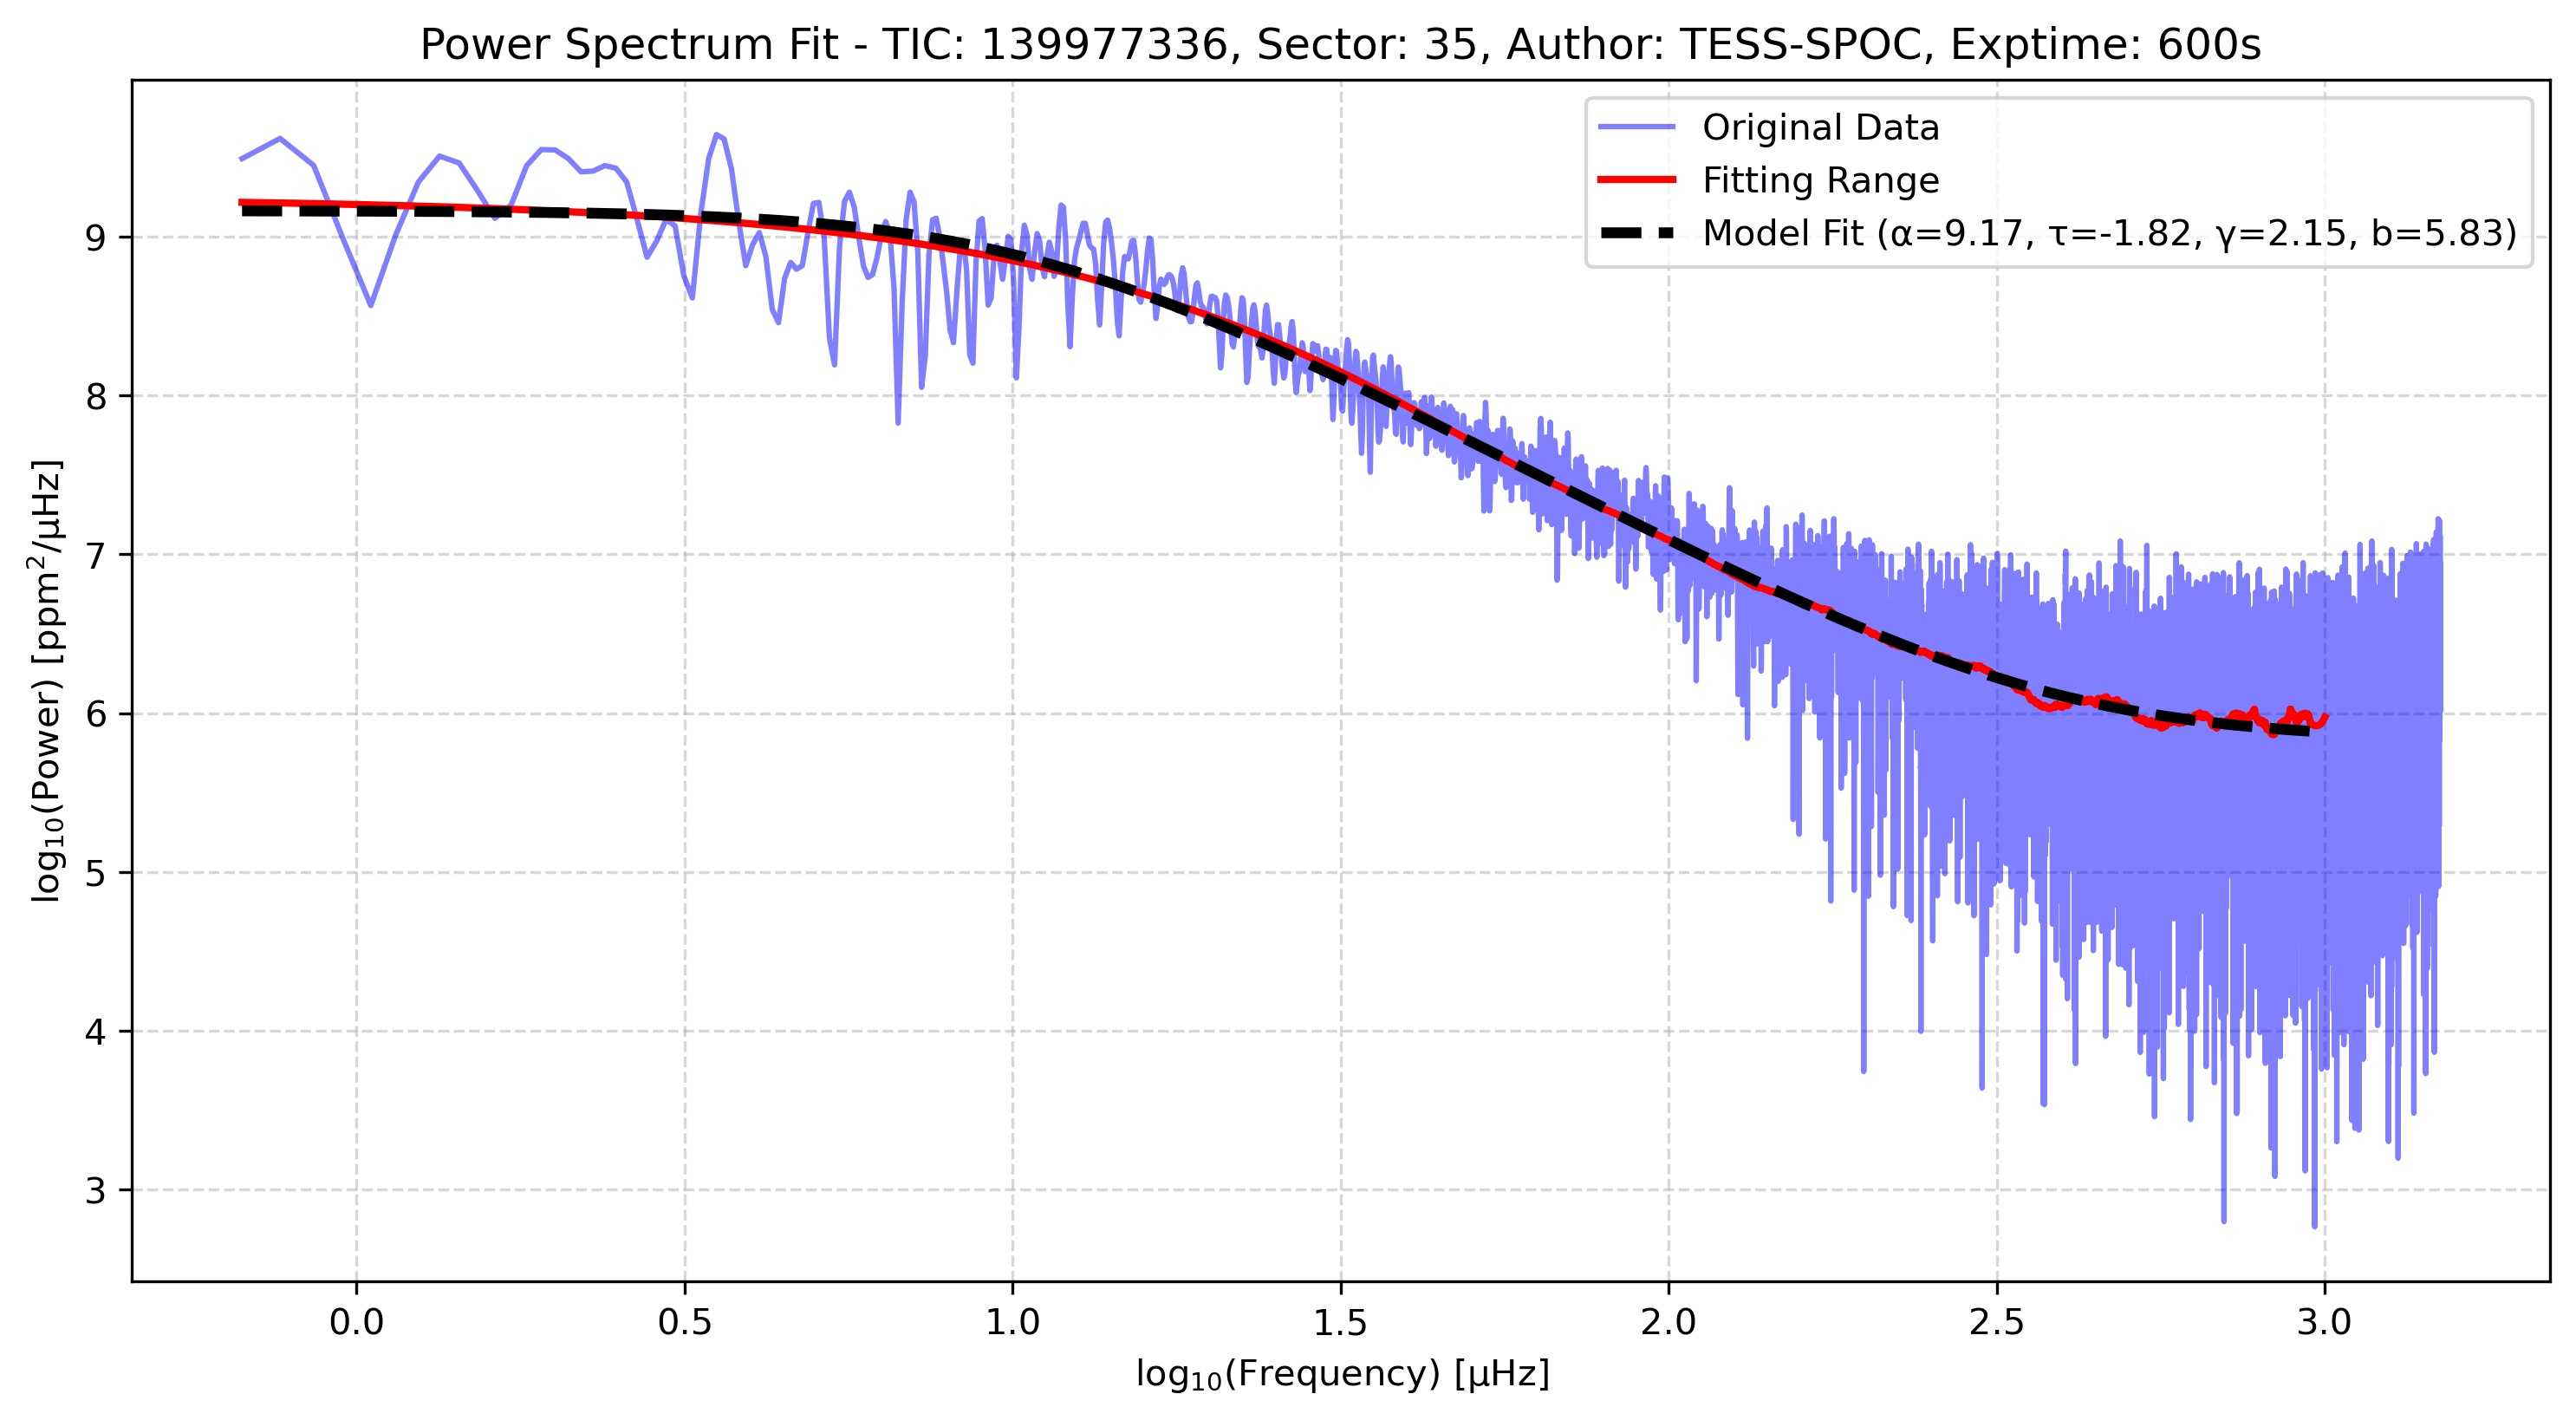 Power Spectrum Fit - TIC: 139977336, Sector: 35, Author: TESS-SPOC, Exptime: 600s
Original Data
Fitting Range
Model Fit (α=9.17, τ=-1.82, γ=2.15, b=5.83)
log₁₀(Power) [ppm²/µHz]
9
8
7
6
5
4
3
0.0 0.5 1.0 1.5 2.0 2.5 3.0
log₁₀(Frequency) [µHz]